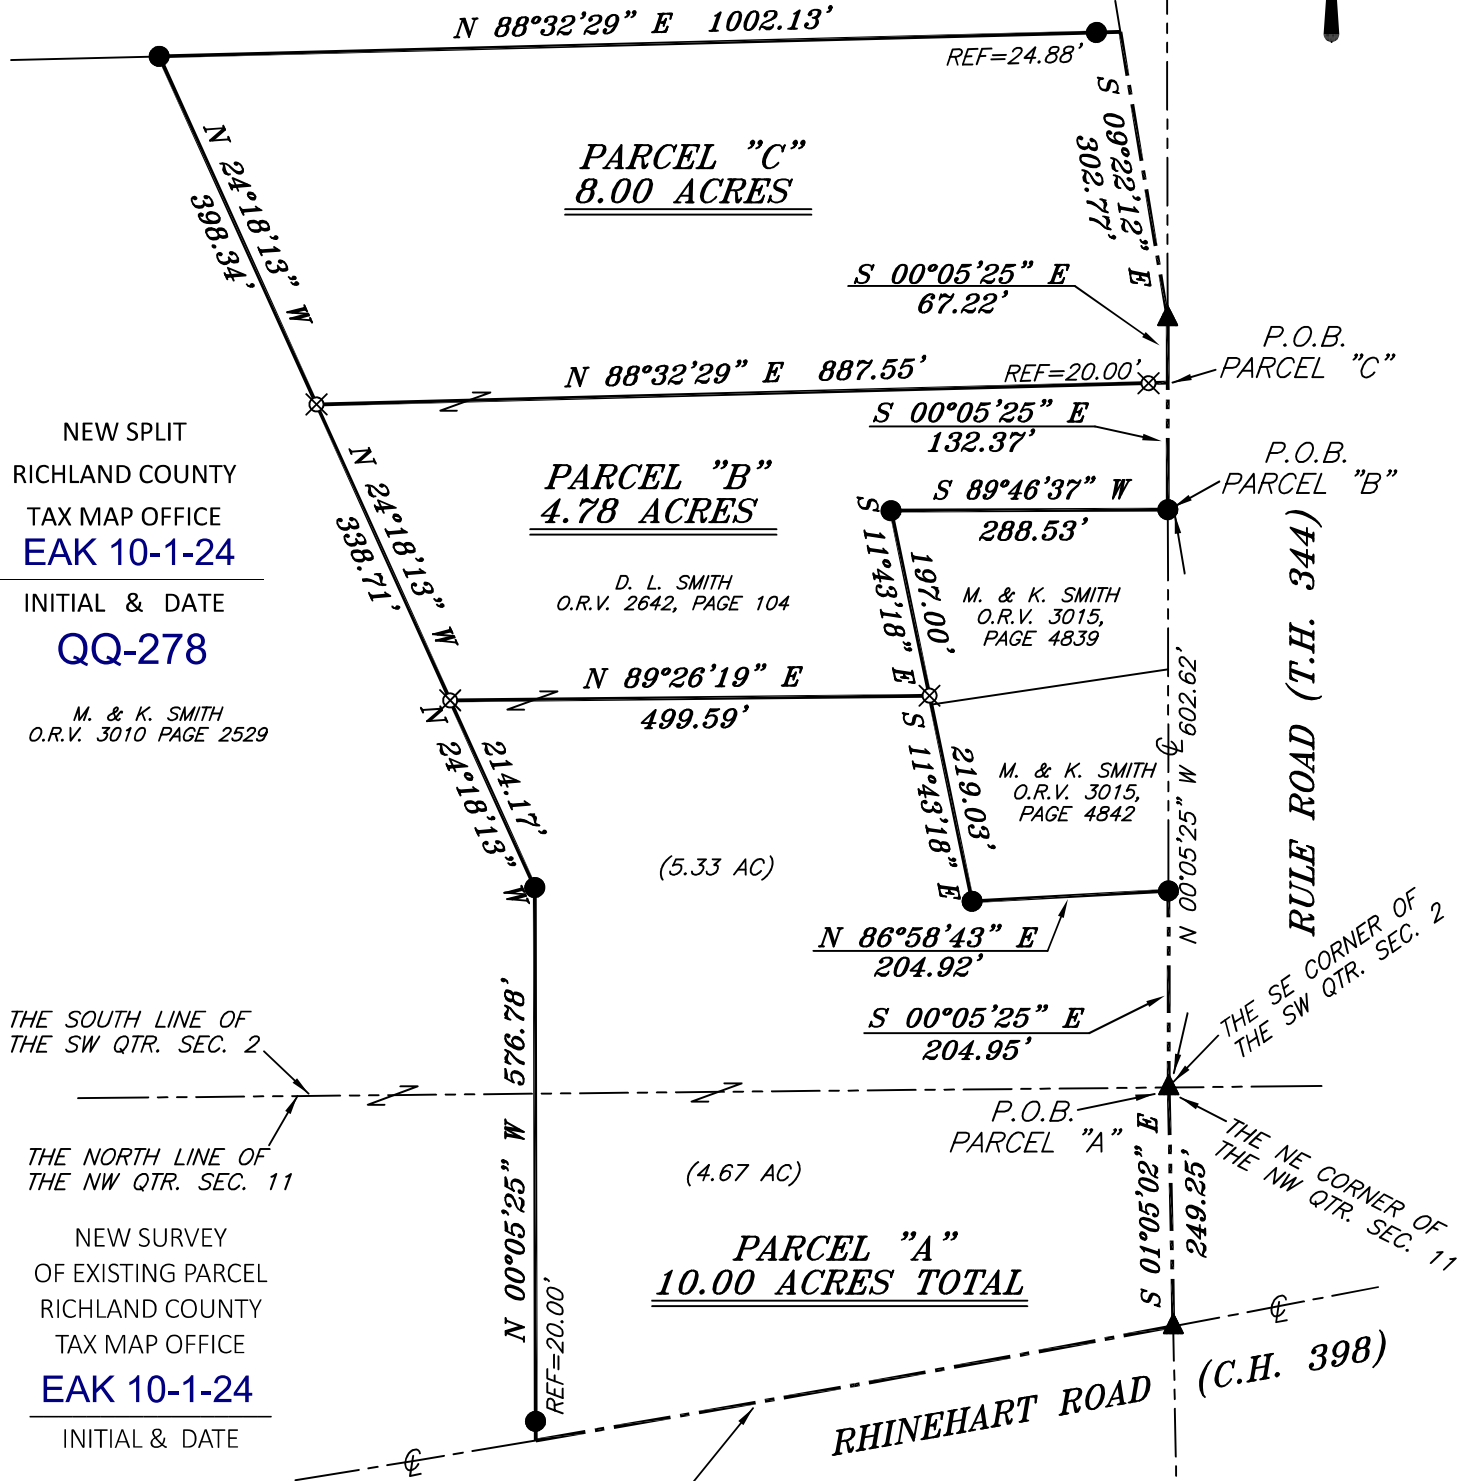 N 88°32'29" E 1002.13'
REF=24.88'
S 09°22'12" E
302.77'
N 24°18'13" W
398.34'
PARCEL "C"
8.00 ACRES
S 00°05'25" E
67.22'
P.O.B.
PARCEL "C"
N 88°32'29" E 887.55'
REF=20.00'
S 00°05'25" E
132.37'
P.O.B.
PARCEL "B"
NEW SPLIT
RICHLAND COUNTY
TAX MAP OFFICE
EAK 10-1-24
INITIAL & DATE
QQ-278
M. & K. SMITH
O.R.V. 3010 PAGE 2529
N 24°18'13" W
338.71'
PARCEL "B"
4.78 ACRES
D. L. SMITH
O.R.V. 2642, PAGE 104
S 89°46'37" W
288.53'
S 11°43'18" E
197.00'
M. & K. SMITH
O.R.V. 3015,
PAGE 4839
N 89°26'19" E
499.59'
N 24°18'13" W
214.17'
S 11°43'18" E
219.03'
M. & K. SMITH
O.R.V. 3015,
PAGE 4842
N 00°05'25" W ℄ 602.62'
RULE ROAD (T.H. 344)
(5.33 AC)
N 86°58'43" E
204.92'
S 00°05'25" E
204.95'
THE SE CORNER OF
THE SW QTR. SEC. 2
THE SOUTH LINE OF
THE SW QTR. SEC. 2
THE NORTH LINE OF
THE NW QTR. SEC. 11
N 00°05'25" W 576.78'
REF=20.00'
P.O.B.
PARCEL "A"
S 01°05'02" E
249.25'
THE NE CORNER OF
THE NW QTR. SEC. 11
(4.67 AC)
PARCEL "A"
10.00 ACRES TOTAL
NEW SURVEY
OF EXISTING PARCEL
RICHLAND COUNTY
TAX MAP OFFICE
EAK 10-1-24
INITIAL & DATE
℄
℄
RHINEHART ROAD (C.H. 398)